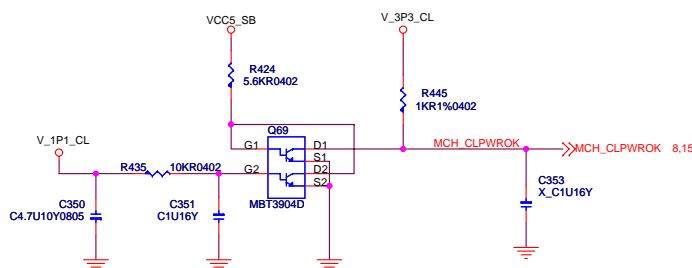 VCC5_SB
V_3P3_CL
R424
5.6KR0402
R445
1KR1%0402
Q69
V_1P1_CL
G1
D1
MCH_CLPWROK
MCH_CLPWROK 8,15
S1
R435
10KR0402
G2
D2
S2
C350
C4.7U10Y0805
C351
C1U16Y
MBT3904D
C353
X_C1U16Y